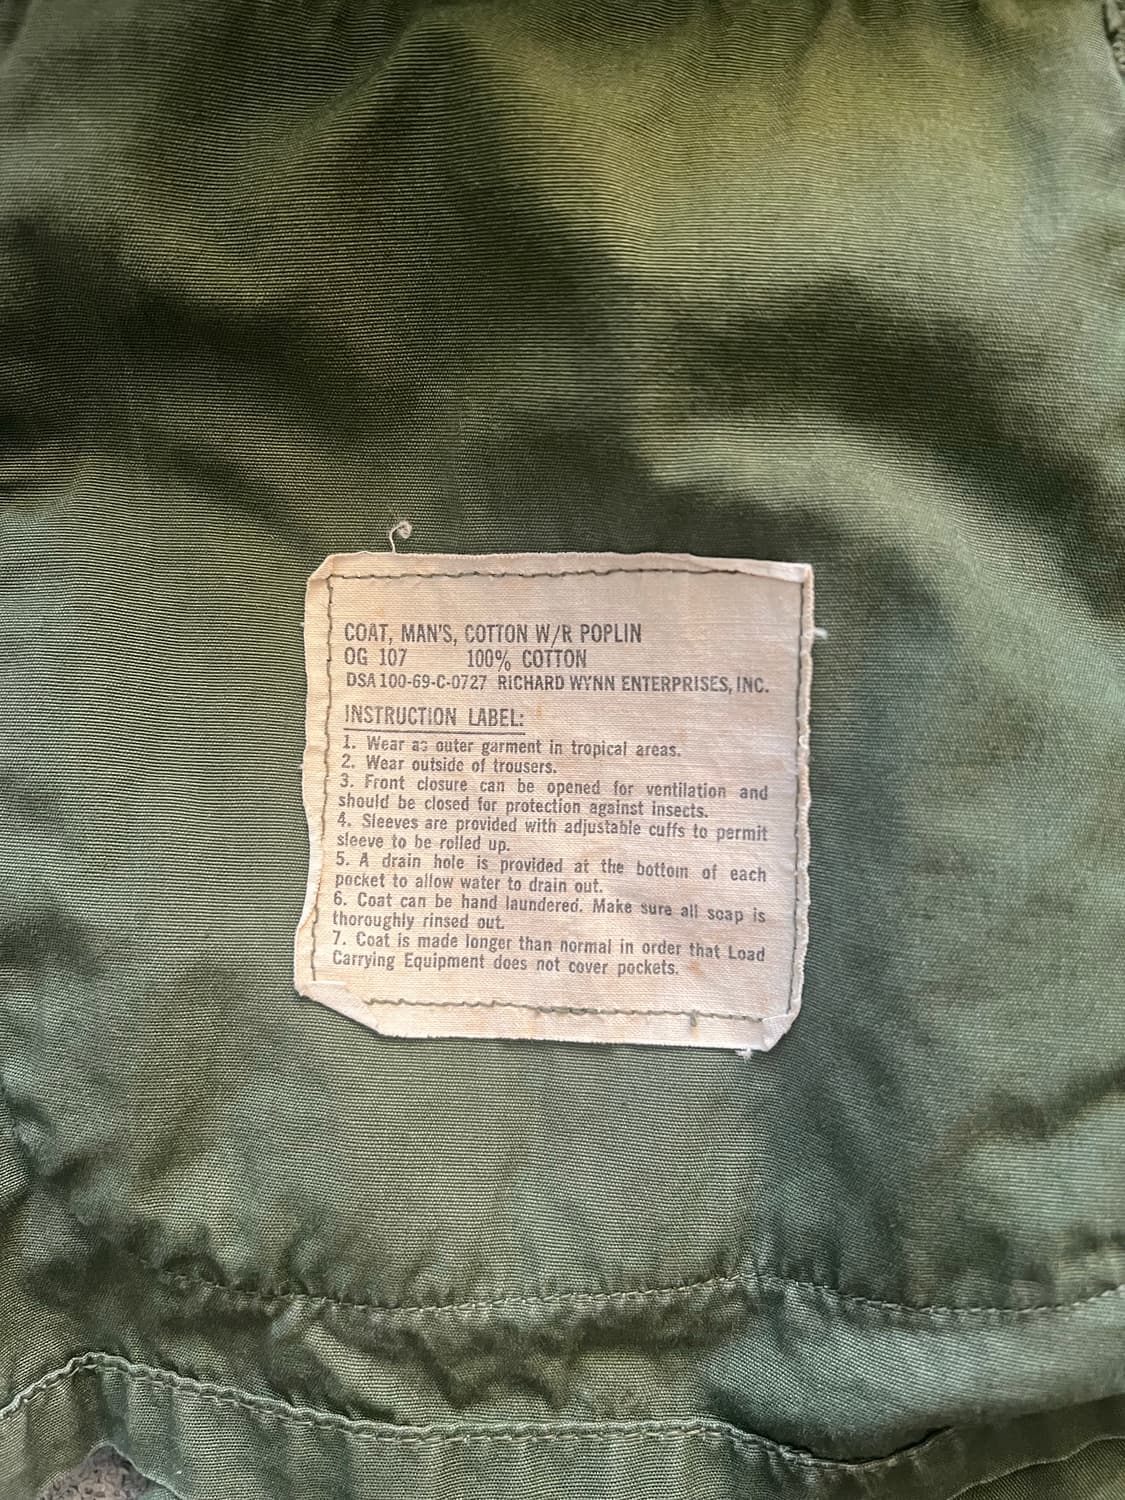 COAT, MAN'S, COTTON W/R POPLIN
OG 107 100% COTTON
DSA 100-69-C-0727 RICHARD WYNN ENTERPRISES, INC.
INSTRUCTION LABEL:
1. Wear as outer garment in tropical areas.
2. Wear outside of trousers.
3. Front closure can be opened for ventilation and
should be closed for protection against insects.
4. Sleeves are provided with adjustable cuffs to permit
sleeve to be rolled up.
5. A drain hole is provided at the bottom of each
pocket to allow water to drain out.
6. Coat can be hand laundered. Make sure all soap is
thoroughly rinsed out.
7. Coat is made longer than normal in order that Load
Carrying Equipment does not cover pockets.